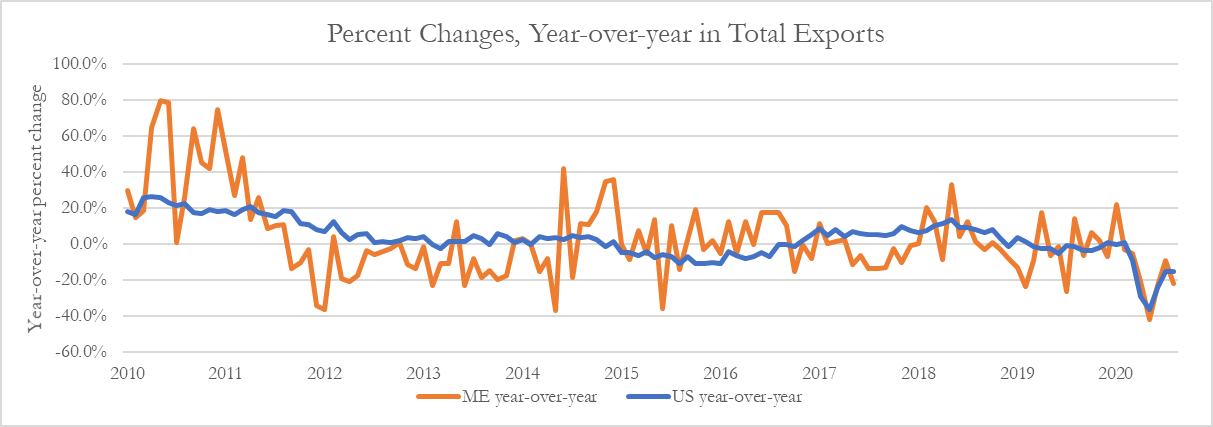 Percent Changes, Year-over-year in Total Exports
Year-over-year percent change
100.0%
80.0%
60.0%
40.0%
20.0%
0.0%
-20.0%
-40.0%
-60.0%
2010 2011 2012 2013 2014 2015 2016 2017 2018 2019 2020
ME year-over-year US year-over-year